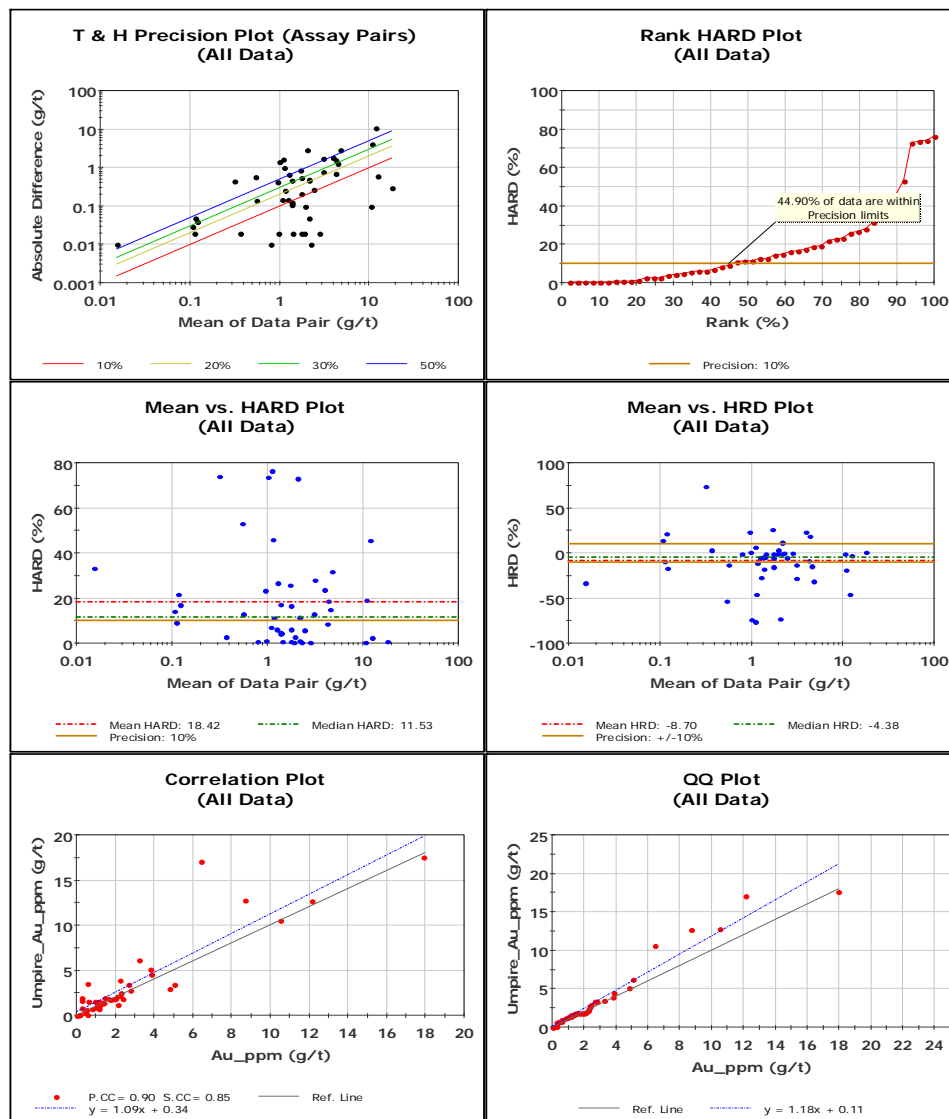 T & H Precision Plot (Assay Pairs)
(All Data)
100
10
1
0.1
0.01
0.001
Absolute Difference (g/t)
0.01
0.1
1
10
100
Mean of Data Pair (g/t)
10%
20%
30%
50%
Rank HARD Plot
(All Data)
100
80
60
40
20
0
HARD (%)
44.90% of data are within
Precision limits
0
10
20
30
40
50
60
70
80
90
100
Rank (%)
Precision: 10%
Mean vs. HARD Plot
(All Data)
80
60
40
20
0
HARD (%)
0.01
0.1
1
10
100
Mean of Data Pair (g/t)
Mean HARD: 18.42
Median HARD: 11.53
Precision: 10%
Mean vs. HRD Plot
(All Data)
100
50
0
-50
-100
HRD (%)
0.01
0.1
1
10
100
Mean of Data Pair (g/t)
Mean HRD: -8.70
Median HRD: -4.38
Precision: +/-10%
Correlation Plot
(All Data)
20
15
10
5
0
Umpire_Au_ppm (g/t)
0
2
4
6
8
10
12
14
16
18
20
Au_ppm (g/t)
P.CC= 0.90 S.CC= 0.85
Ref. Line
y = 1.09x + 0.34
QQ Plot
(All Data)
25
20
15
10
5
0
Umpire_Au_ppm (g/t)
0
2
4
6
8
10
12
14
16
18
20
22
24
Au_ppm (g/t)
Ref. Line
y = 1.18x + 0.11